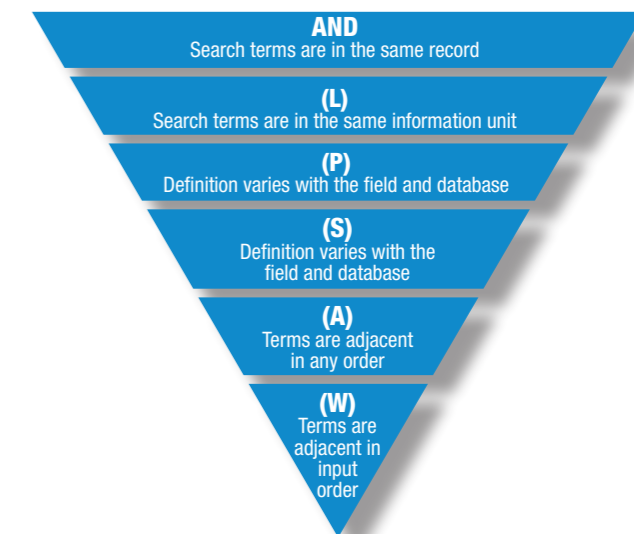 AND
Search terms are in the same record
(L)
Search terms are in the same information unit
(P)
Definition varies with the field and database
(S)
Definition varies with the
field and database
(A)
Terms are adjacent
in any order
(W)
Terms are
adjacent in
input
order